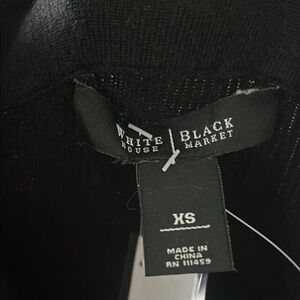 WHITE | BLACK
HOUSE | MARKET
XS
MADE IN
CHINA
RN 111459